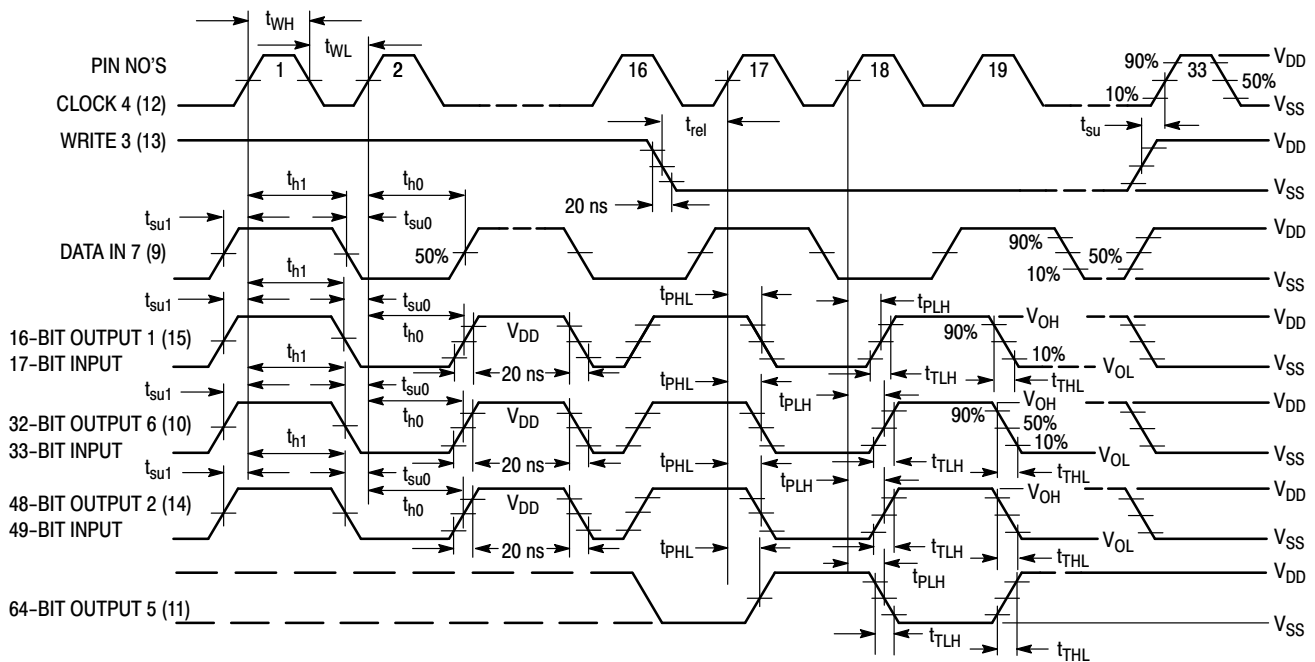 tWH
tWL
PIN NO'S
1
2
16
17
18
19
33
90%
10%
50%
VDD
VSS
CLOCK 4 (12)
WRITE 3 (13)
trel
tsu
VDD
VSS
20 ns
th1
th0
tsu1
tsu0
DATA IN 7 (9)
50%
90%
10%
50%
VDD
VSS
th1
tsu1
tsu0
th0
tPHL
tPLH
16–BIT OUTPUT 1 (15)
17–BIT INPUT
VDD
20 ns
90%
VOH
10%
VOL
VDD
VSS
th1
tTLH
tTHL
tsu1
tsu0
th0
tPHL
tPLH
32–BIT OUTPUT 6 (10)
33–BIT INPUT
VDD
20 ns
90%
VOH
50%
10%
VOL
VDD
VSS
th1
tTLH
tTHL
tsu1
tsu0
th0
tPHL
tPLH
48–BIT OUTPUT 2 (14)
49–BIT INPUT
VDD
20 ns
VOH
VOL
VDD
VSS
tPHL
tTLH
tTHL
tPLH
64–BIT OUTPUT 5 (11)
VDD
VSS
tTLH
tTHL